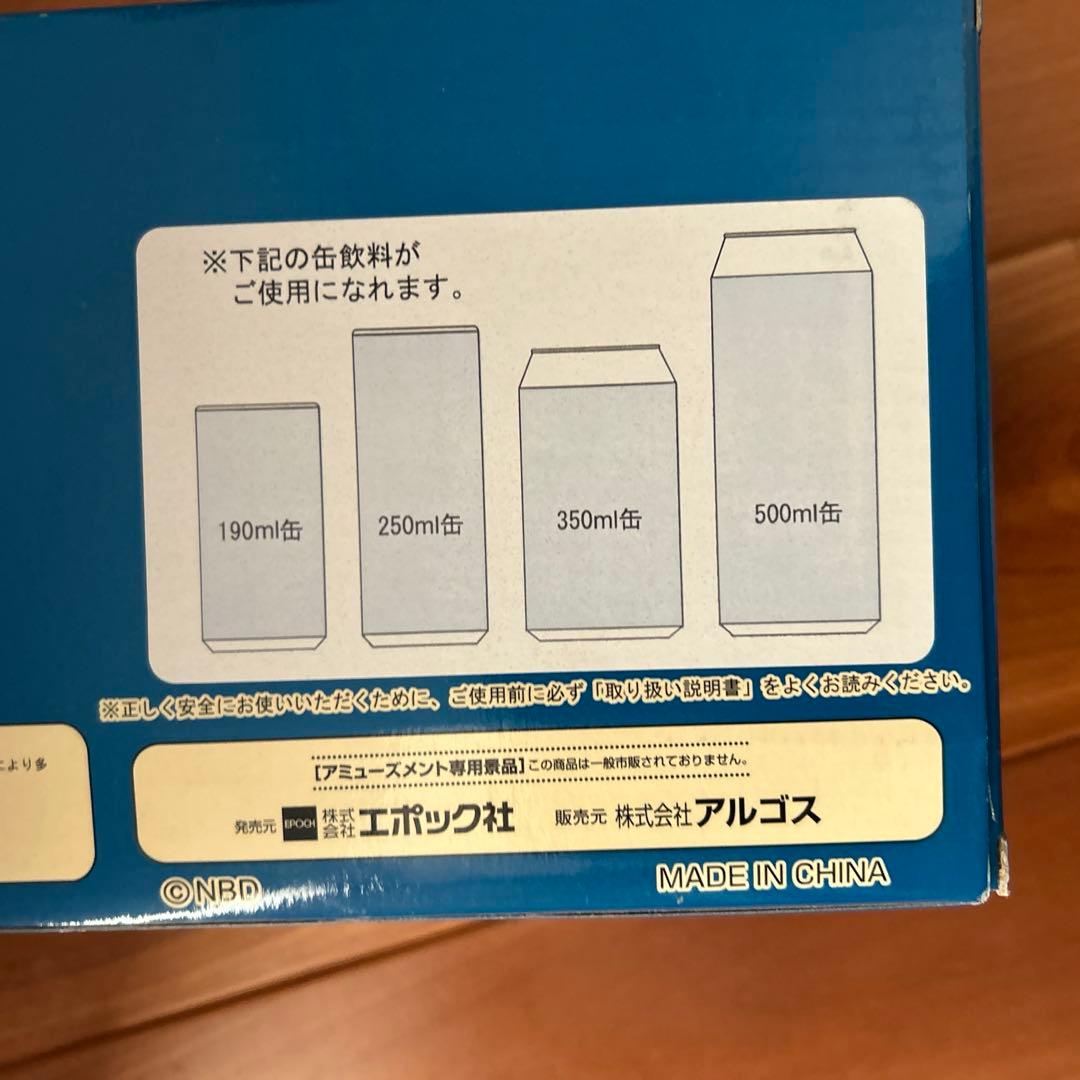 ※下記の缶飲料が
ご使用になれます。
190ml缶
250ml缶
350ml缶
500ml缶
※正しく安全にお使いいただくために、ご使用前に必ず「取り扱い説明書」をよくお読みください。
により多
[アミューズメント専用景品]この商品は一般市販されておりません。
発売元 EPOCH 株式会社エポック社 販売元 株式会社アルゴス
©NBD MADE IN CHINA